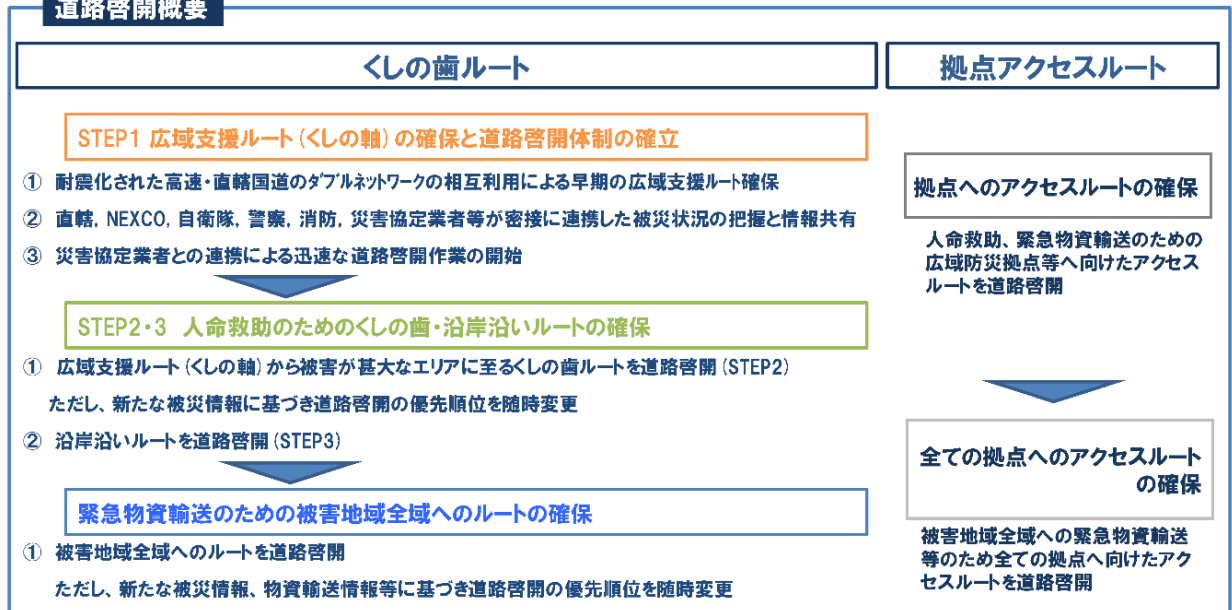 道路啓開概要
くしの歯ルート
STEP1 広域支援ルート(くしの軸)の確保と道路啓開体制の確立
① 耐震化された高速・直轄国道のダブルネットワークの相互利用による早期の広域支援ルート確保
② 直轄, NEXCO, 自衛隊, 警察, 消防, 災害協定業者等が密接に連携した被災状況の把握と情報共有
③ 災害協定業者との連携による迅速な道路啓開作業の開始
STEP2・3 人命救助のためのくしの歯・沿岸沿いルートの確保
① 広域支援ルート(くしの軸)から被害が甚大なエリアに至るくしの歯ルートを道路啓開(STEP2)
ただし、新たな被災情報に基づき道路啓開の優先順位を随時変更
② 沿岸沿いルートを道路啓開(STEP3)
緊急物資輸送のための被害地域全域へのルートの確保
① 被害地域全域へのルートを道路啓開
ただし、新たな被災情報、物資輸送情報等に基づき道路啓開の優先順位を随時変更
拠点アクセスルート
拠点へのアクセスルートの確保
人命救助、緊急物資輸送のための
広域防災拠点等へ向けたアクセス
ルートを道路啓開
全ての拠点へのアクセスルート
の確保
被害地域全域への緊急物資輸送
等のため全ての拠点へ向けたアク
セスルートを道路啓開